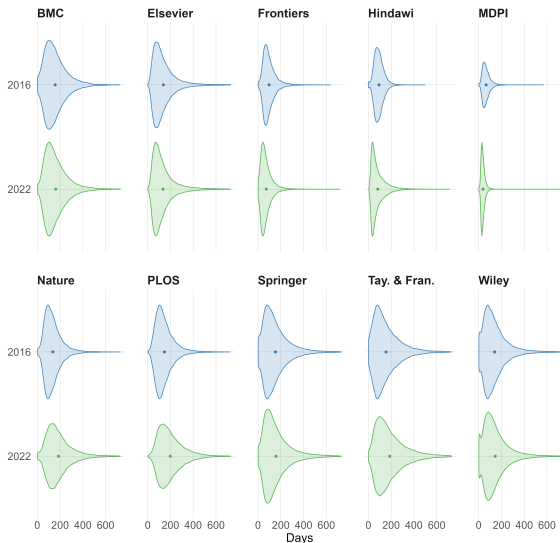 BMC Elsevier Frontiers Hindawi MDPI
2016
2022
Nature PLOS Springer Tay. & Fran. Wiley
2016
2022
0 200 400 600 0 200 400 600 0 200 400 600 0 200 400 600 0 200 400 600
Days